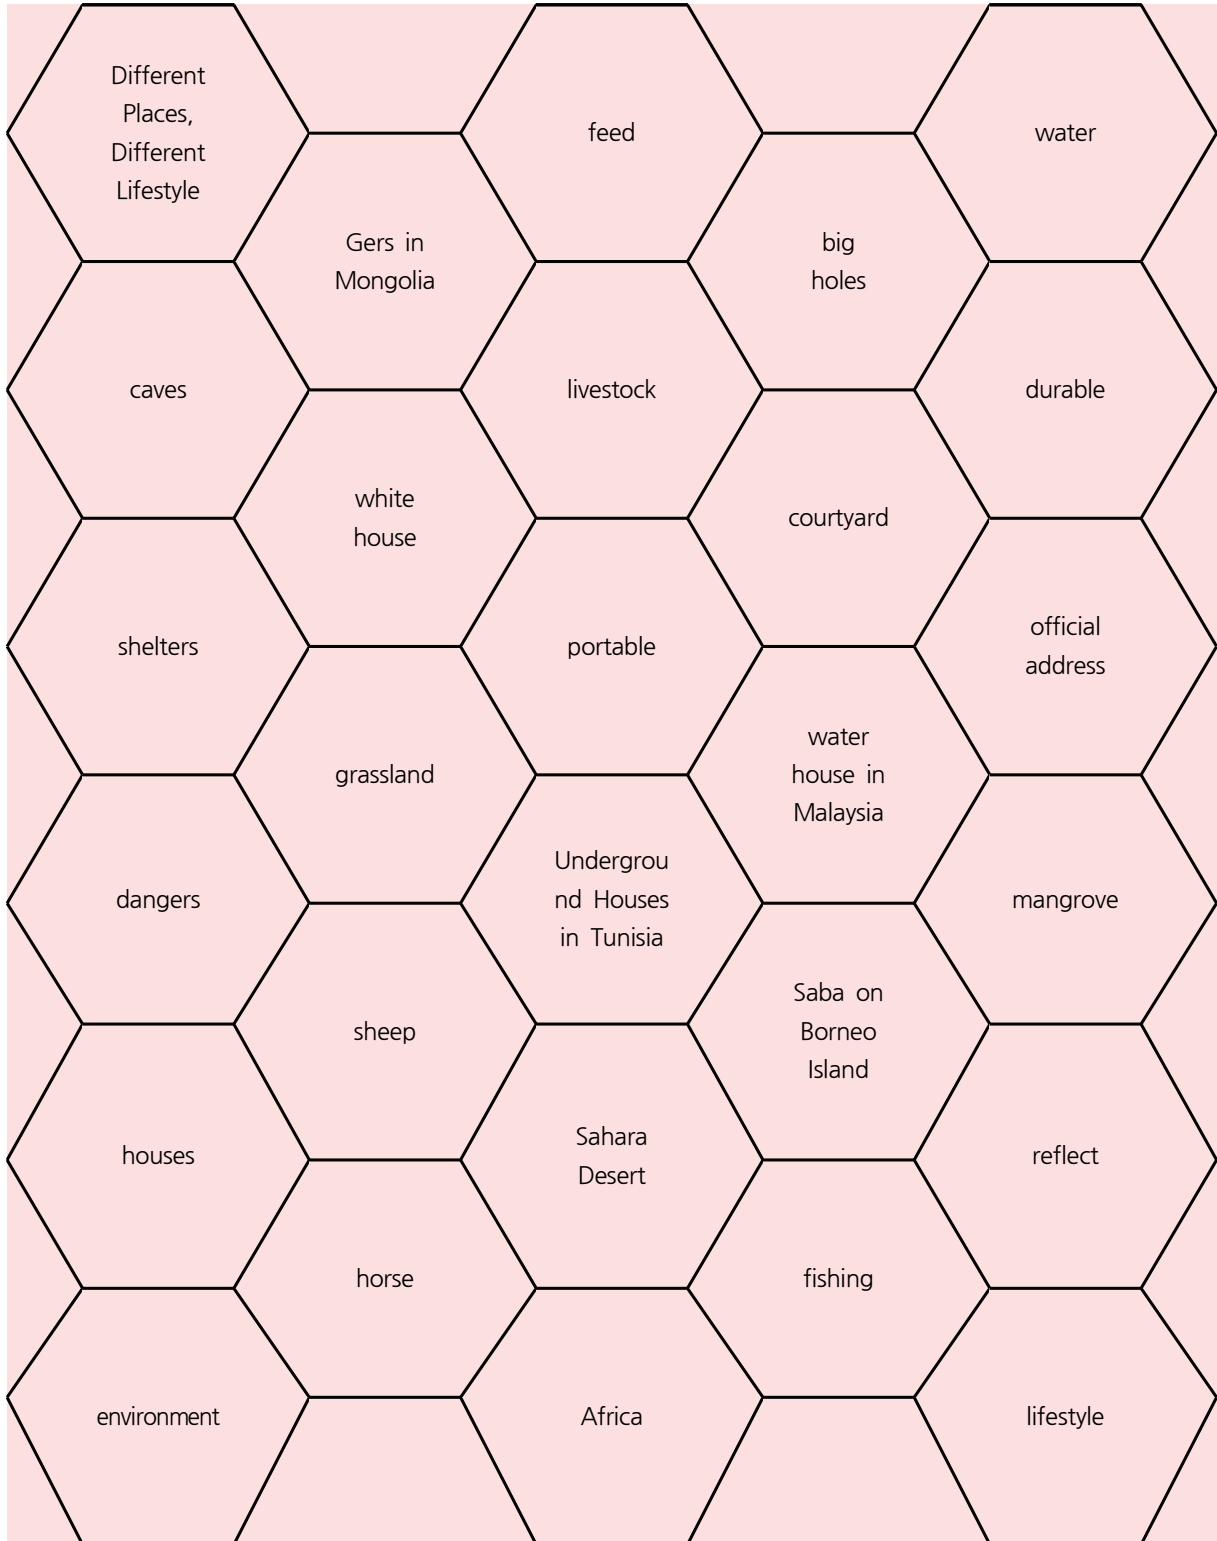 Different
Places,
Different
Lifestyle
caves
shelters
dangers
houses
environment
Gers in
Mongolia
white
house
grassland
sheep
horse
feed
livestock
portable
Undergrou
nd Houses
in Tunisia
Sahara
Desert
Africa
big
holes
courtyard
water
house in
Malaysia
Saba on
Borneo
Island
fishing
water
durable
official
address
mangrove
reflect
lifestyle